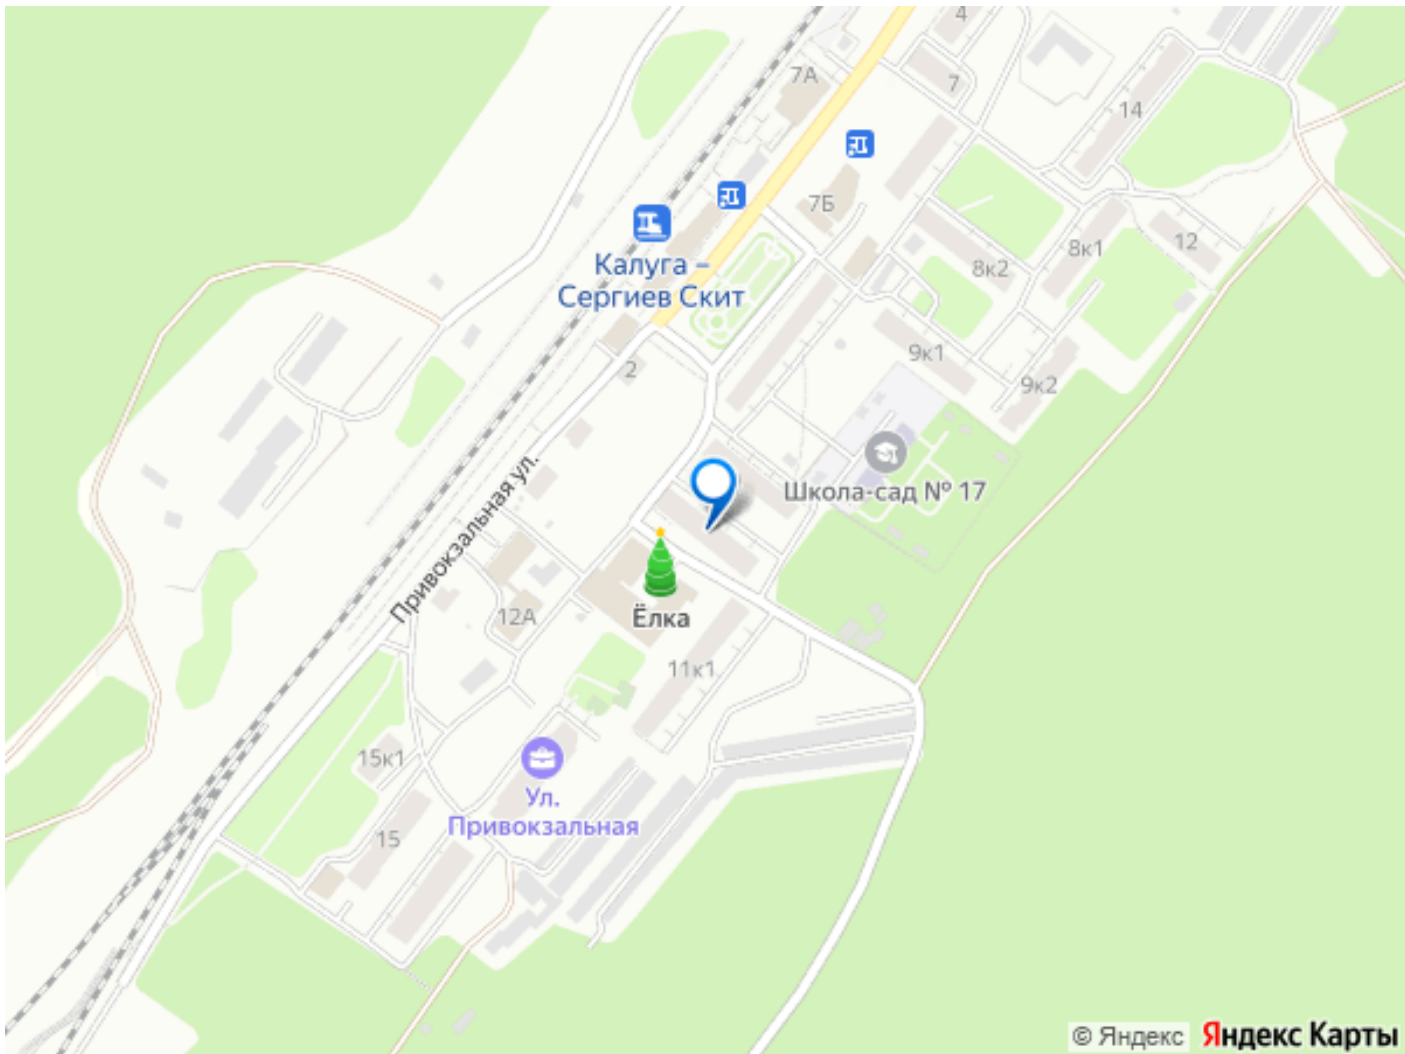 4
7А
7
14
7Б
Калуга –
Сергиев Скит
8к2
8к1
12
9к1
9к2
2
Школа-сад № 17
Привокзальная ул.
12А
Ёлка
11к1
15к1
Ул.
Привокзальная
15
© Яндекс Яндекс Карты